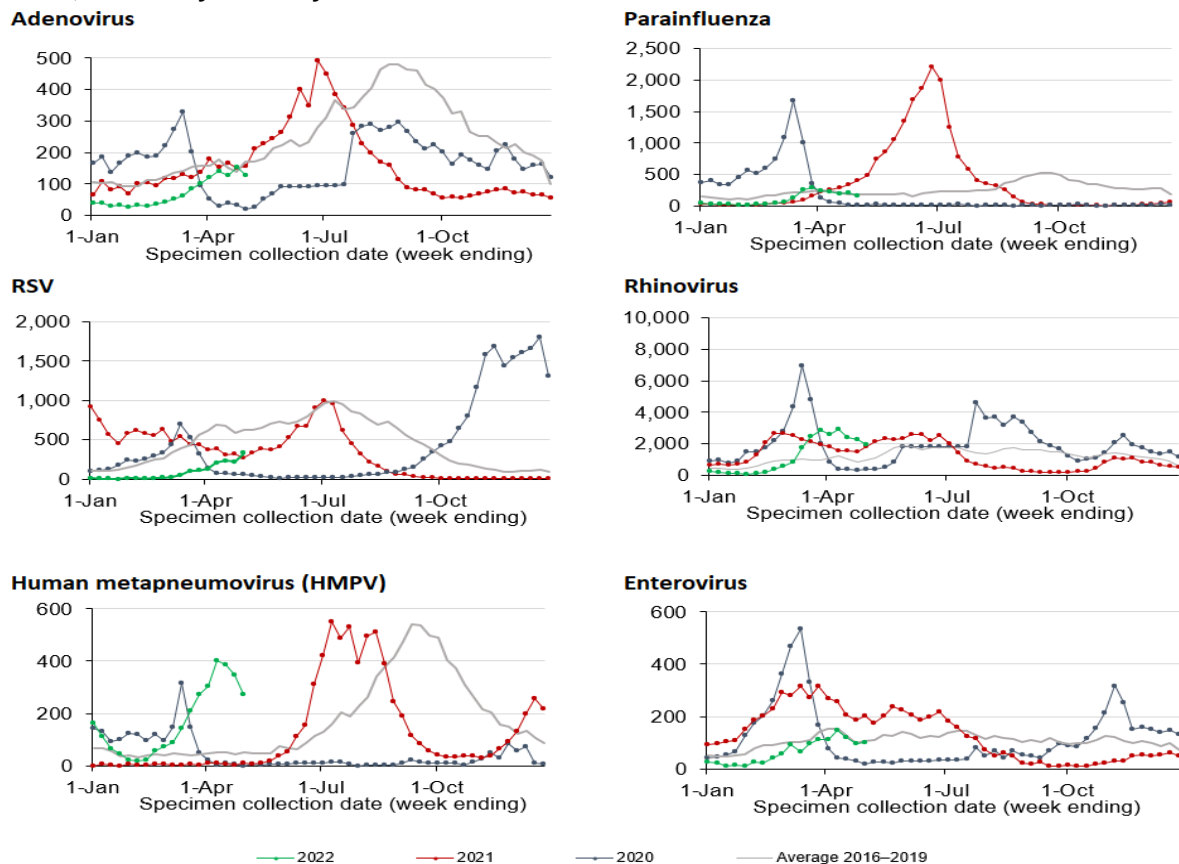 Adenovirus
500
400
300
200
100
0
1-Jan 1-Apr 1-Jul 1-Oct
Specimen collection date (week ending)
Parainfluenza
2,500
2,000
1,500
1,000
500
0
1-Jan 1-Apr 1-Jul 1-Oct
Specimen collection date (week ending)
RSV
2,000
1,500
1,000
500
0
1-Jan 1-Apr 1-Jul 1-Oct
Specimen collection date (week ending)
Rhinovirus
10,000
8,000
6,000
4,000
2,000
0
1-Jan 1-Apr 1-Jul 1-Oct
Specimen collection date (week ending)
Human metapneumovirus (HMPV)
600
400
200
0
1-Jan 1-Apr 1-Jul 1-Oct
Specimen collection date (week ending)
Enterovirus
600
400
200
0
1-Jan 1-Apr 1-Jul 1-Oct
Specimen collection date (week ending)
2022 2021 2020 Average 2016–2019